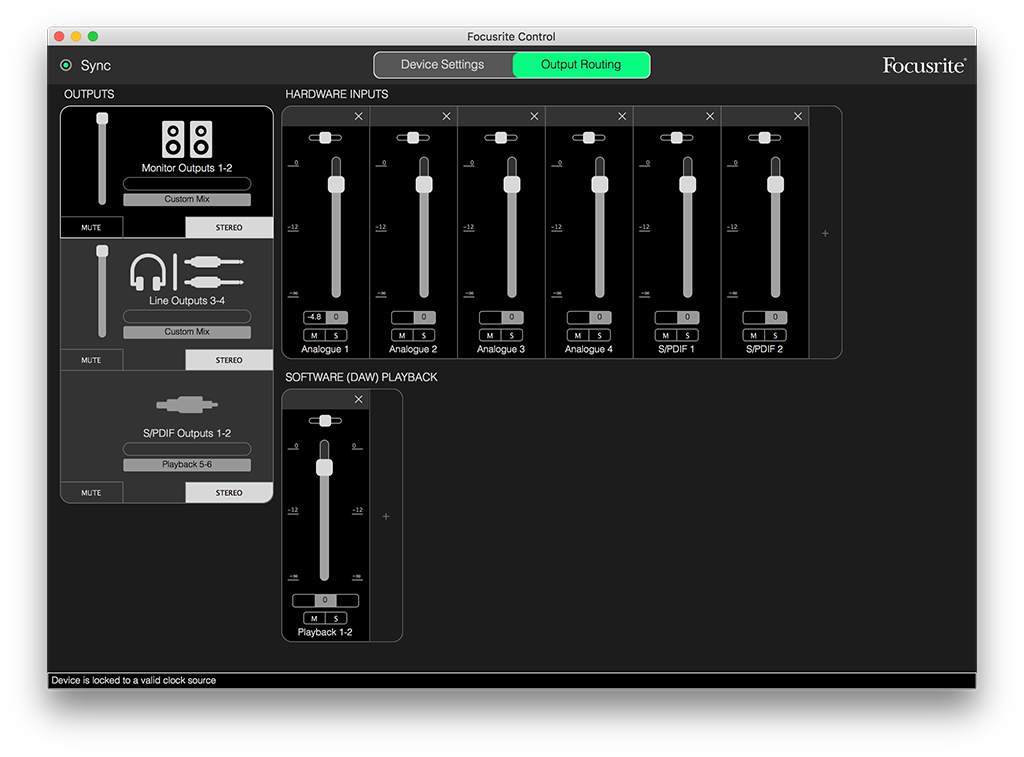 Focusrite Control
Sync
Device Settings
Output Routing
Focusrite®
OUTPUTS
Monitor Outputs 1-2
Custom Mix
MUTE
STEREO
Line Outputs 3-4
Custom Mix
MUTE
STEREO
S/PDIF Outputs 1-2
Playback 5-6
MUTE
STEREO
HARDWARE INPUTS
0
-12
-∞
-4.8 0
M S
Analogue 1
0
-12
-∞
0
M S
Analogue 2
0
-12
-∞
0
M S
Analogue 3
0
-12
-∞
0
M S
Analogue 4
0
-12
-∞
0
M S
S/PDIF 1
0
-12
-∞
0
M S
S/PDIF 2
+
SOFTWARE (DAW) PLAYBACK
0 0
-12 -12
-∞ -∞
0
M S
Playback 1-2
+
Device is locked to a valid clock source